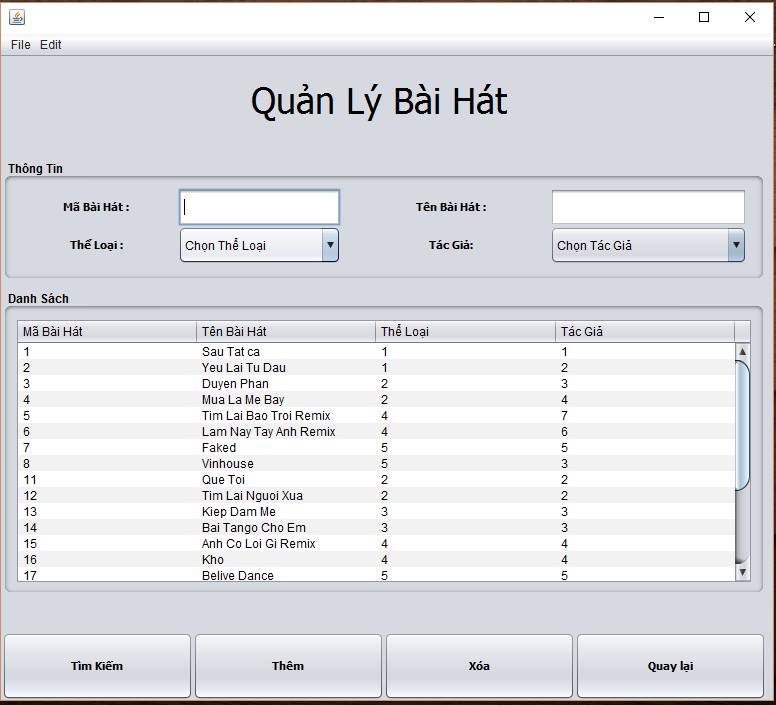 File Edit
Quản Lý Bài Hát
Thông Tin
Mã Bài Hát : Tên Bài Hát :
Thể Loại : Chọn Thể Loại Tác Giả: Chọn Tác Giả
Danh Sách
Mã Bài Hát Tên Bài Hát Thể Loại Tác Giả
1 Sau Tat ca 1 1
2 Yeu Lai Tu Dau 1 2
3 Duyen Phan 2 3
4 Mua La Me Bay 2 4
5 Tim Lai Bao Troi Remix 4 7
6 Lam Nay Tay Anh Remix 4 6
7 Faked 5 5
8 Vinhouse 5 3
11 Que Toi 2 2
12 Tim Lai Nguoi Xua 2 2
13 Kiep Dam Me 3 3
14 Bai Tango Cho Em 3 3
15 Anh Co Loi Gi Remix 4 4
16 Kho 4 4
17 Belive Dance 5 5
Tìm Kiếm Thêm Xóa Quay lại